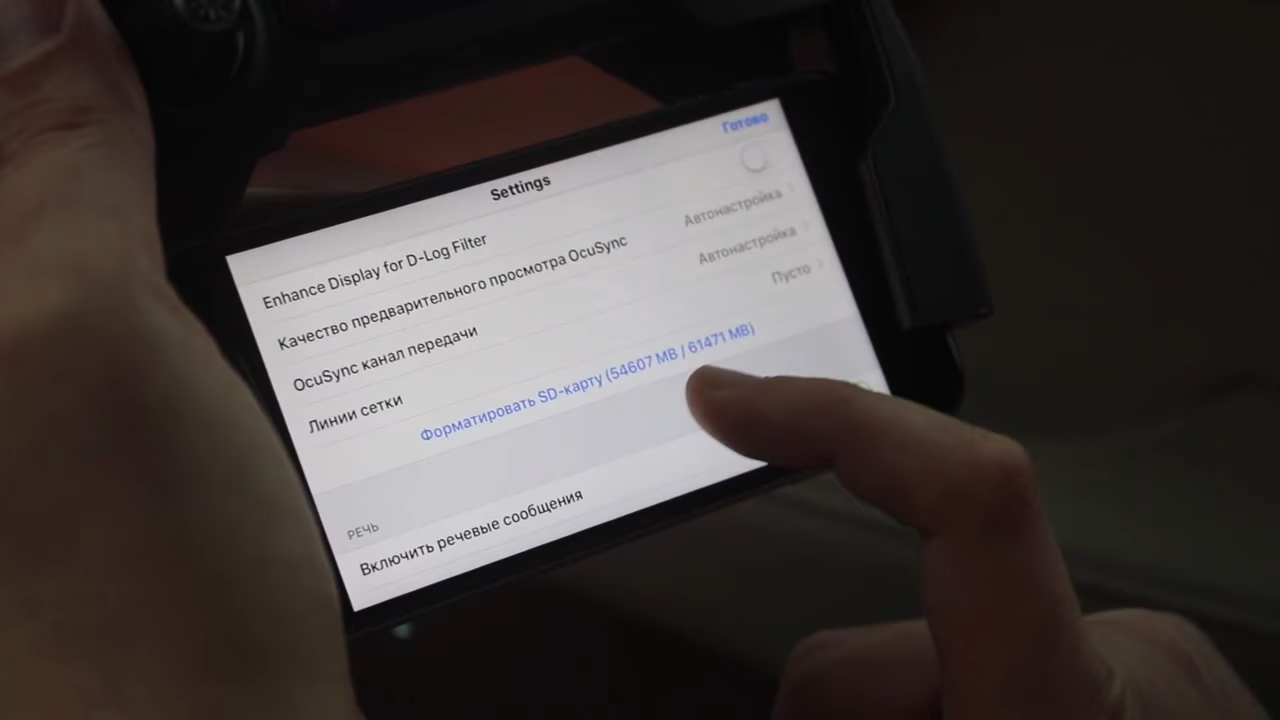 Готово
Settings
Enhance Display for D-Log Filter
Качество предварительного просмотра OcuSync Автонастройка
OcuSync канал передачи Автонастройка
Линии сетки Пусто
Форматировать SD-карту (54607 MB / 61471 MB)
РЕЧЬ
Включить речевые сообщения